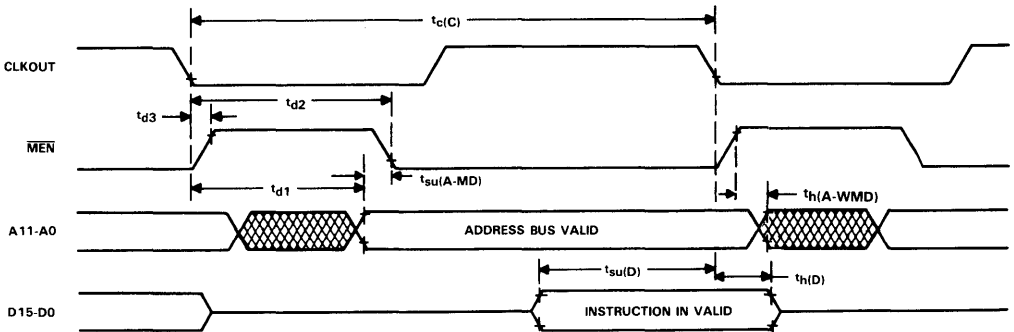 tc(C)
CLKOUT
td3
td2
MEN
tsu(A-MD)
td1
th(A-WMD)
A11-A0
ADDRESS BUS VALID
tsu(D)
th(D)
D15-D0
INSTRUCTION IN VALID